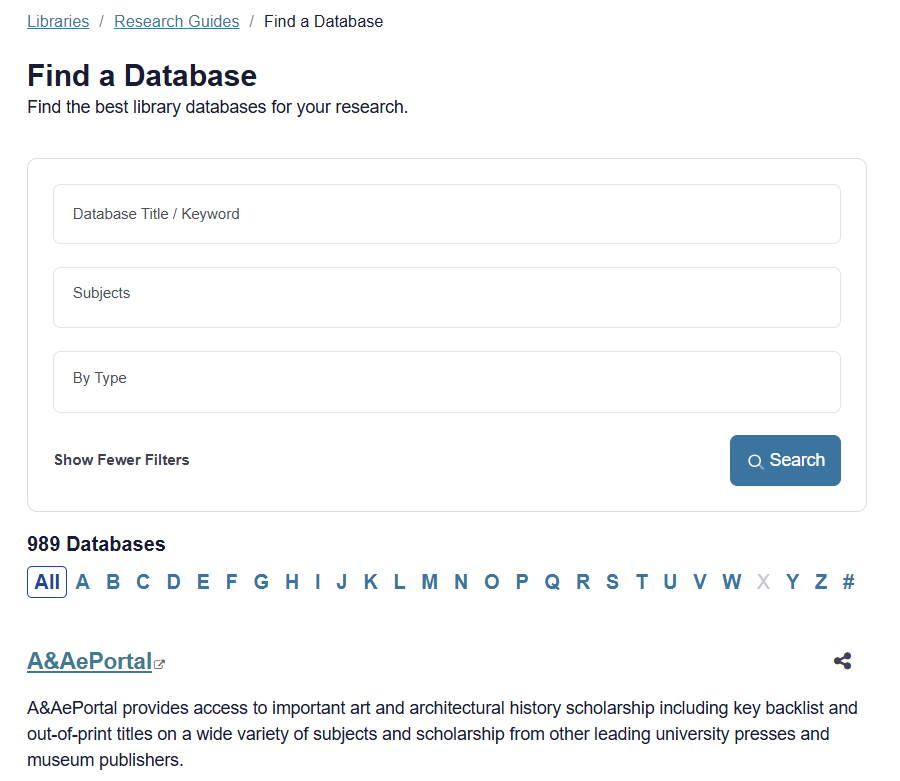 Libraries / Research Guides / Find a Database
Find a Database
Find the best library databases for your research.
Database Title / Keyword
Subjects
By Type
Show Fewer Filters
Search
989 Databases
All A B C D E F G H I J K L M N O P Q R S T U V W X Y Z #
A&AePortal
A&AePortal provides access to important art and architectural history scholarship including key backlist and
out-of-print titles on a wide variety of subjects and scholarship from other leading university presses and
museum publishers.